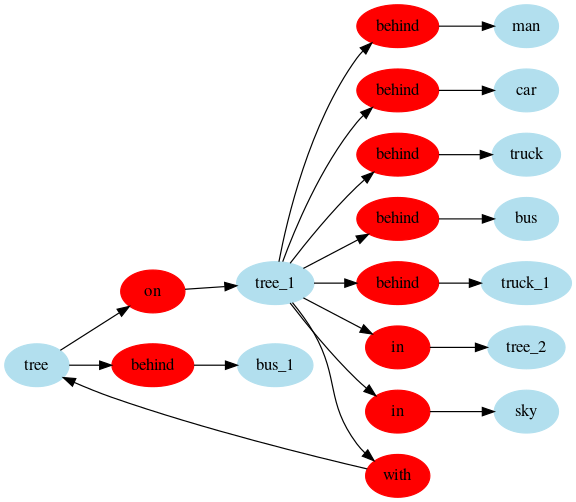 behind
man
behind
car
behind
truck
behind
bus
tree_1
behind
truck_1
on
in
tree_2
tree
behind
bus_1
in
sky
with